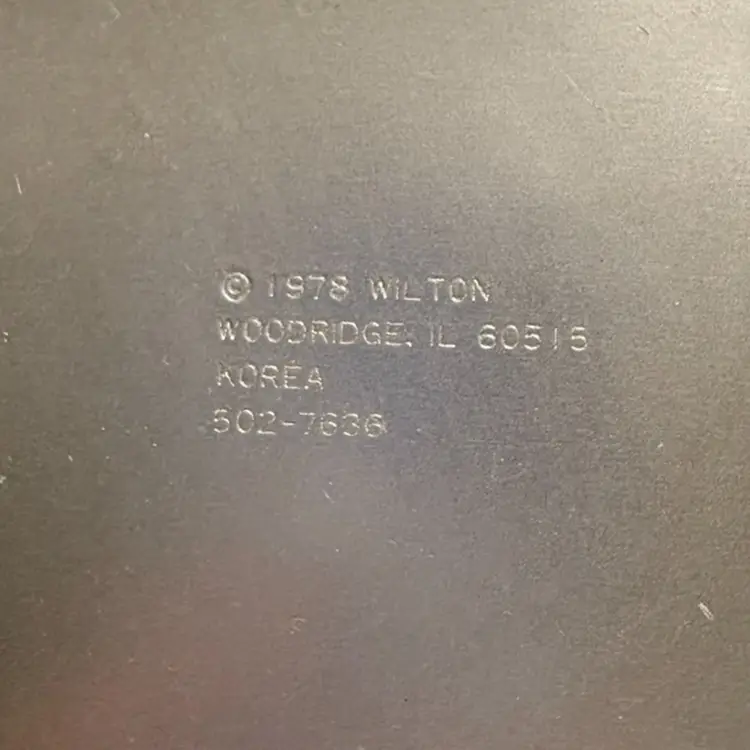 © 1978 WILTON
WOODRIDGE, IL 60515
KOREA
502-7636